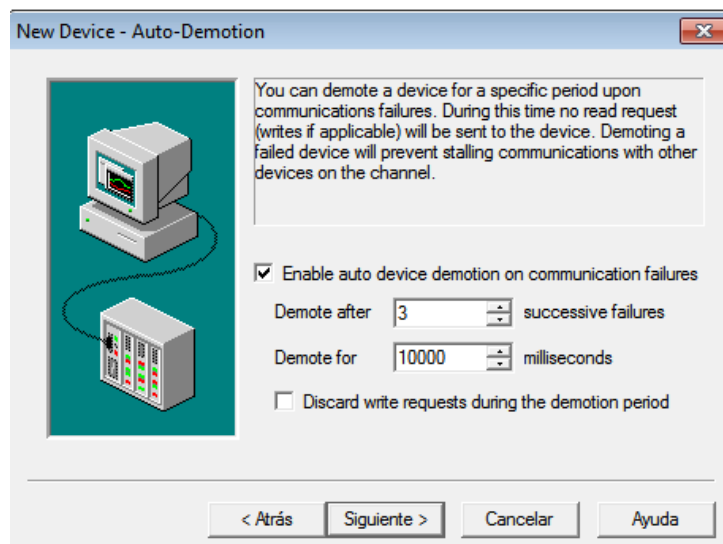 New Device - Auto-Demotion
You can demote a device for a specific period upon
communications failures. During this time no read request
(writes if applicable) will be sent to the device. Demoting a
failed device will prevent stalling communications with other
devices on the channel.
Enable auto device demotion on communication failures
Demote after 3 successive failures
Demote for 10000 milliseconds
Discard write requests during the demotion period
< Atrás Siguiente > Cancelar Ayuda